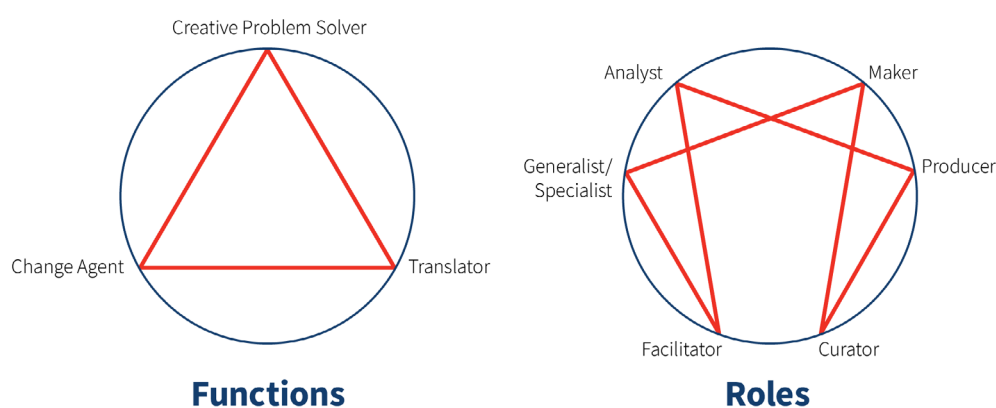 Creative Problem Solver
Change Agent
Translator
Functions
Analyst
Maker
Generalist/
Specialist
Producer
Facilitator
Curator
Roles